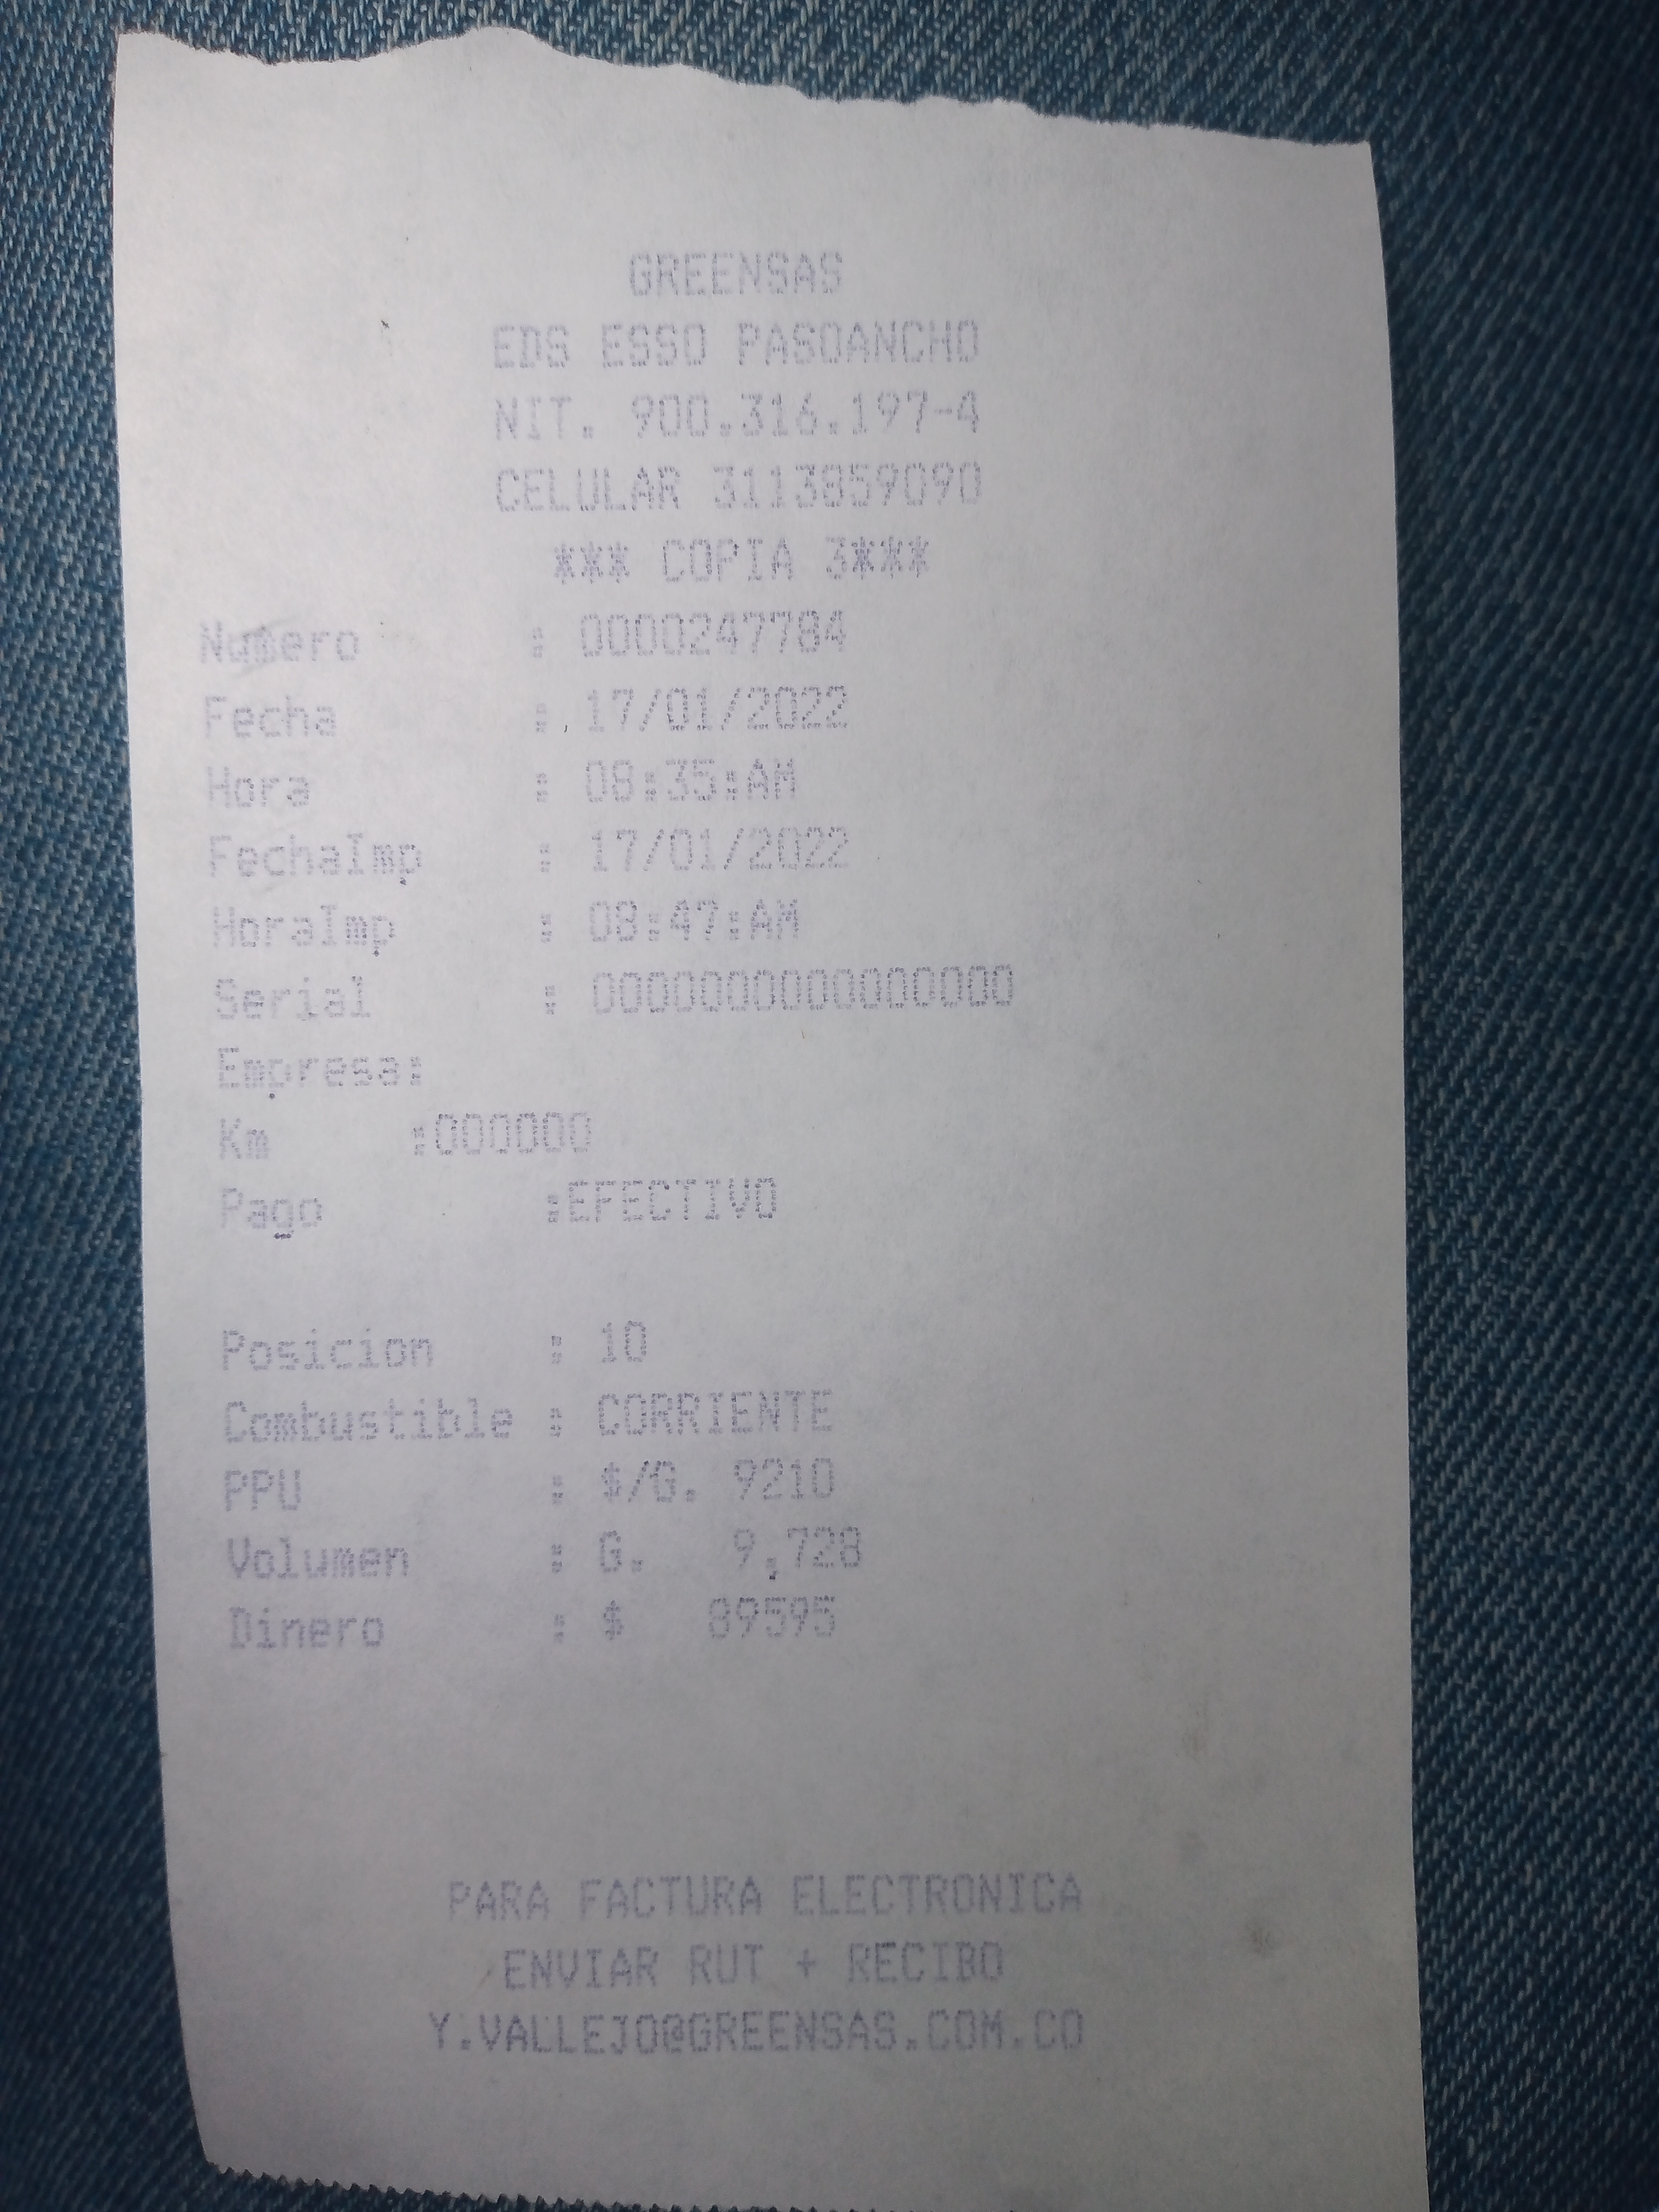 GREENSAS
EDS ESSO PASOANCHO
NIT. 900.316.197-4
CELULAR 3113859090
*** COPIA 3***
Numero : 0000247784
Fecha : 17/01/2022
Hora : 08:35:AM
FechaImp : 17/01/2022
HoraImp : 08:47:AM
Serial : 0000000000000000
Empresa:
Km :000000
Pago :EFECTIVO
Posicion : 10
Combustible : CORRIENTE
PPU : $/G. 9210
Volumen : G. 9.728
Dinero : $ 89595
PARA FACTURA ELECTRONICA
ENVIAR RUT + RECIBO
Y.VALLEJO@GREENSAS.COM.CO